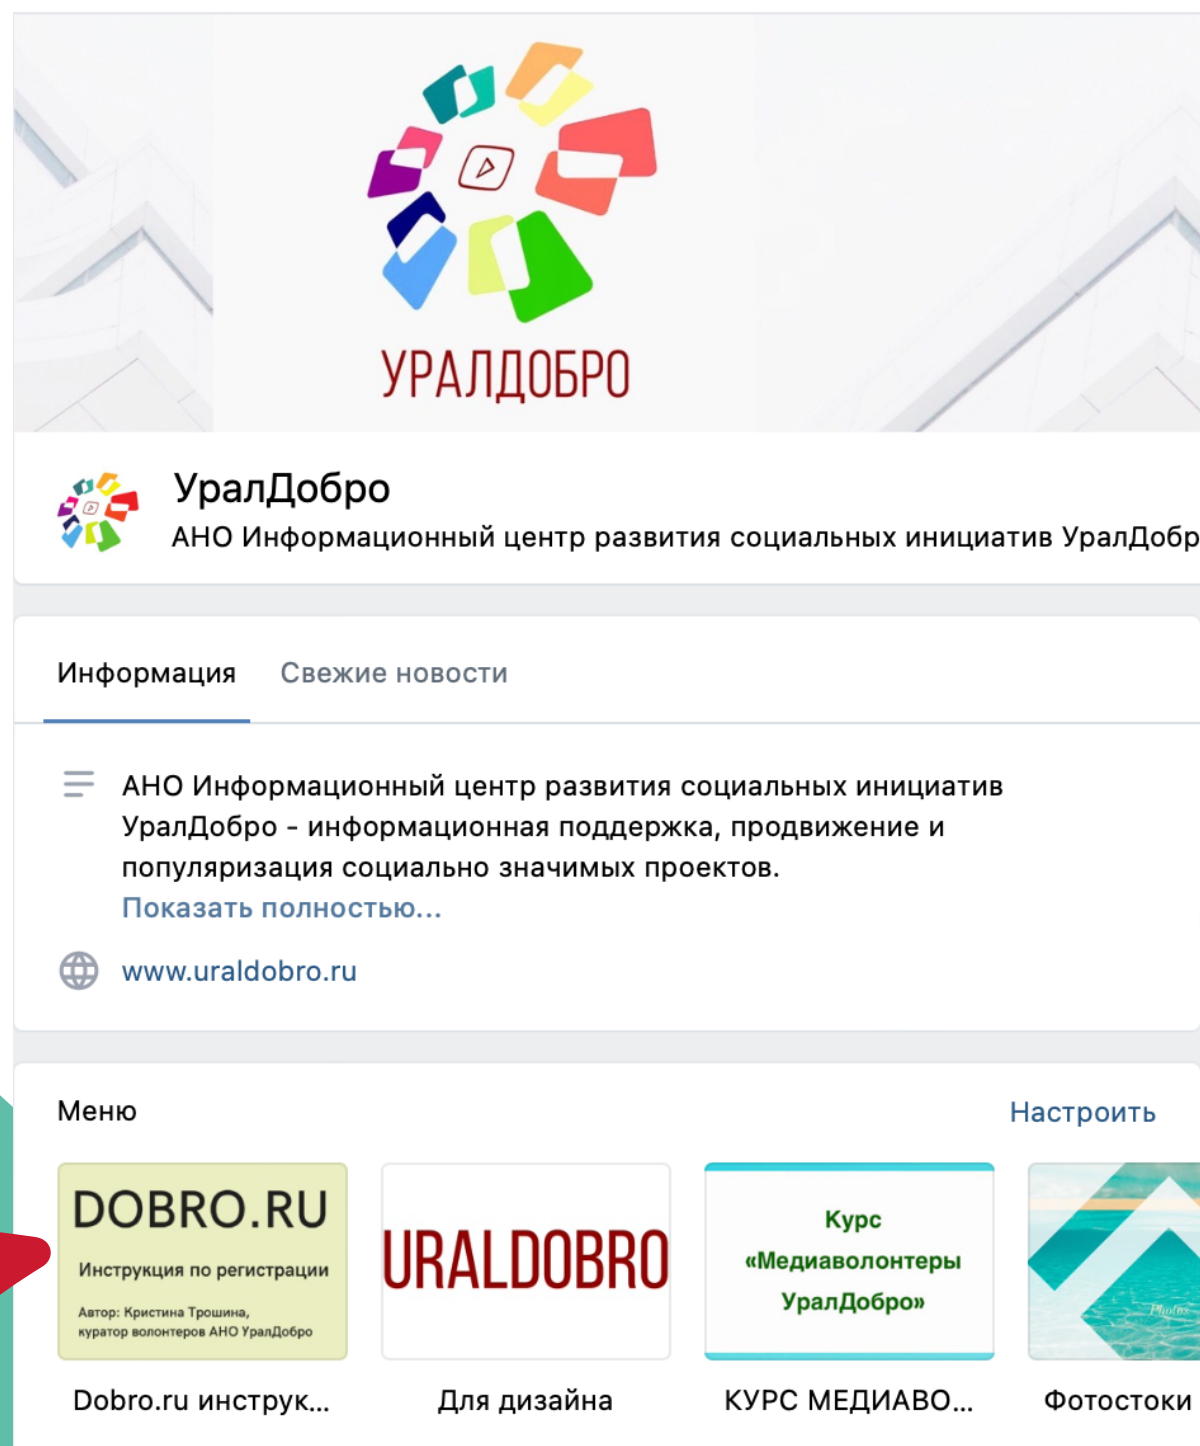 УРАЛДОБРО
УралДобро
АНО Информационный центр развития социальных инициатив УралДобр
Информация
Свежие новости
АНО Информационный центр развития социальных инициатив
УралДобро - информационная поддержка, продвижение и
популяризация социально значимых проектов.
Показать полностью...
www.uraldobro.ru
Меню
Настроить
DOBRO.RU
Инструкция по регистрации
Автор: Кристина Трошина,
куратор волонтеров АНО УралДобро
URALDOBRO
Курс
«Медиаволонтеры
УралДобро»
Photos
Dobro.ru инструк...
Для дизайна
КУРС МЕДИАВО...
Фотостоки